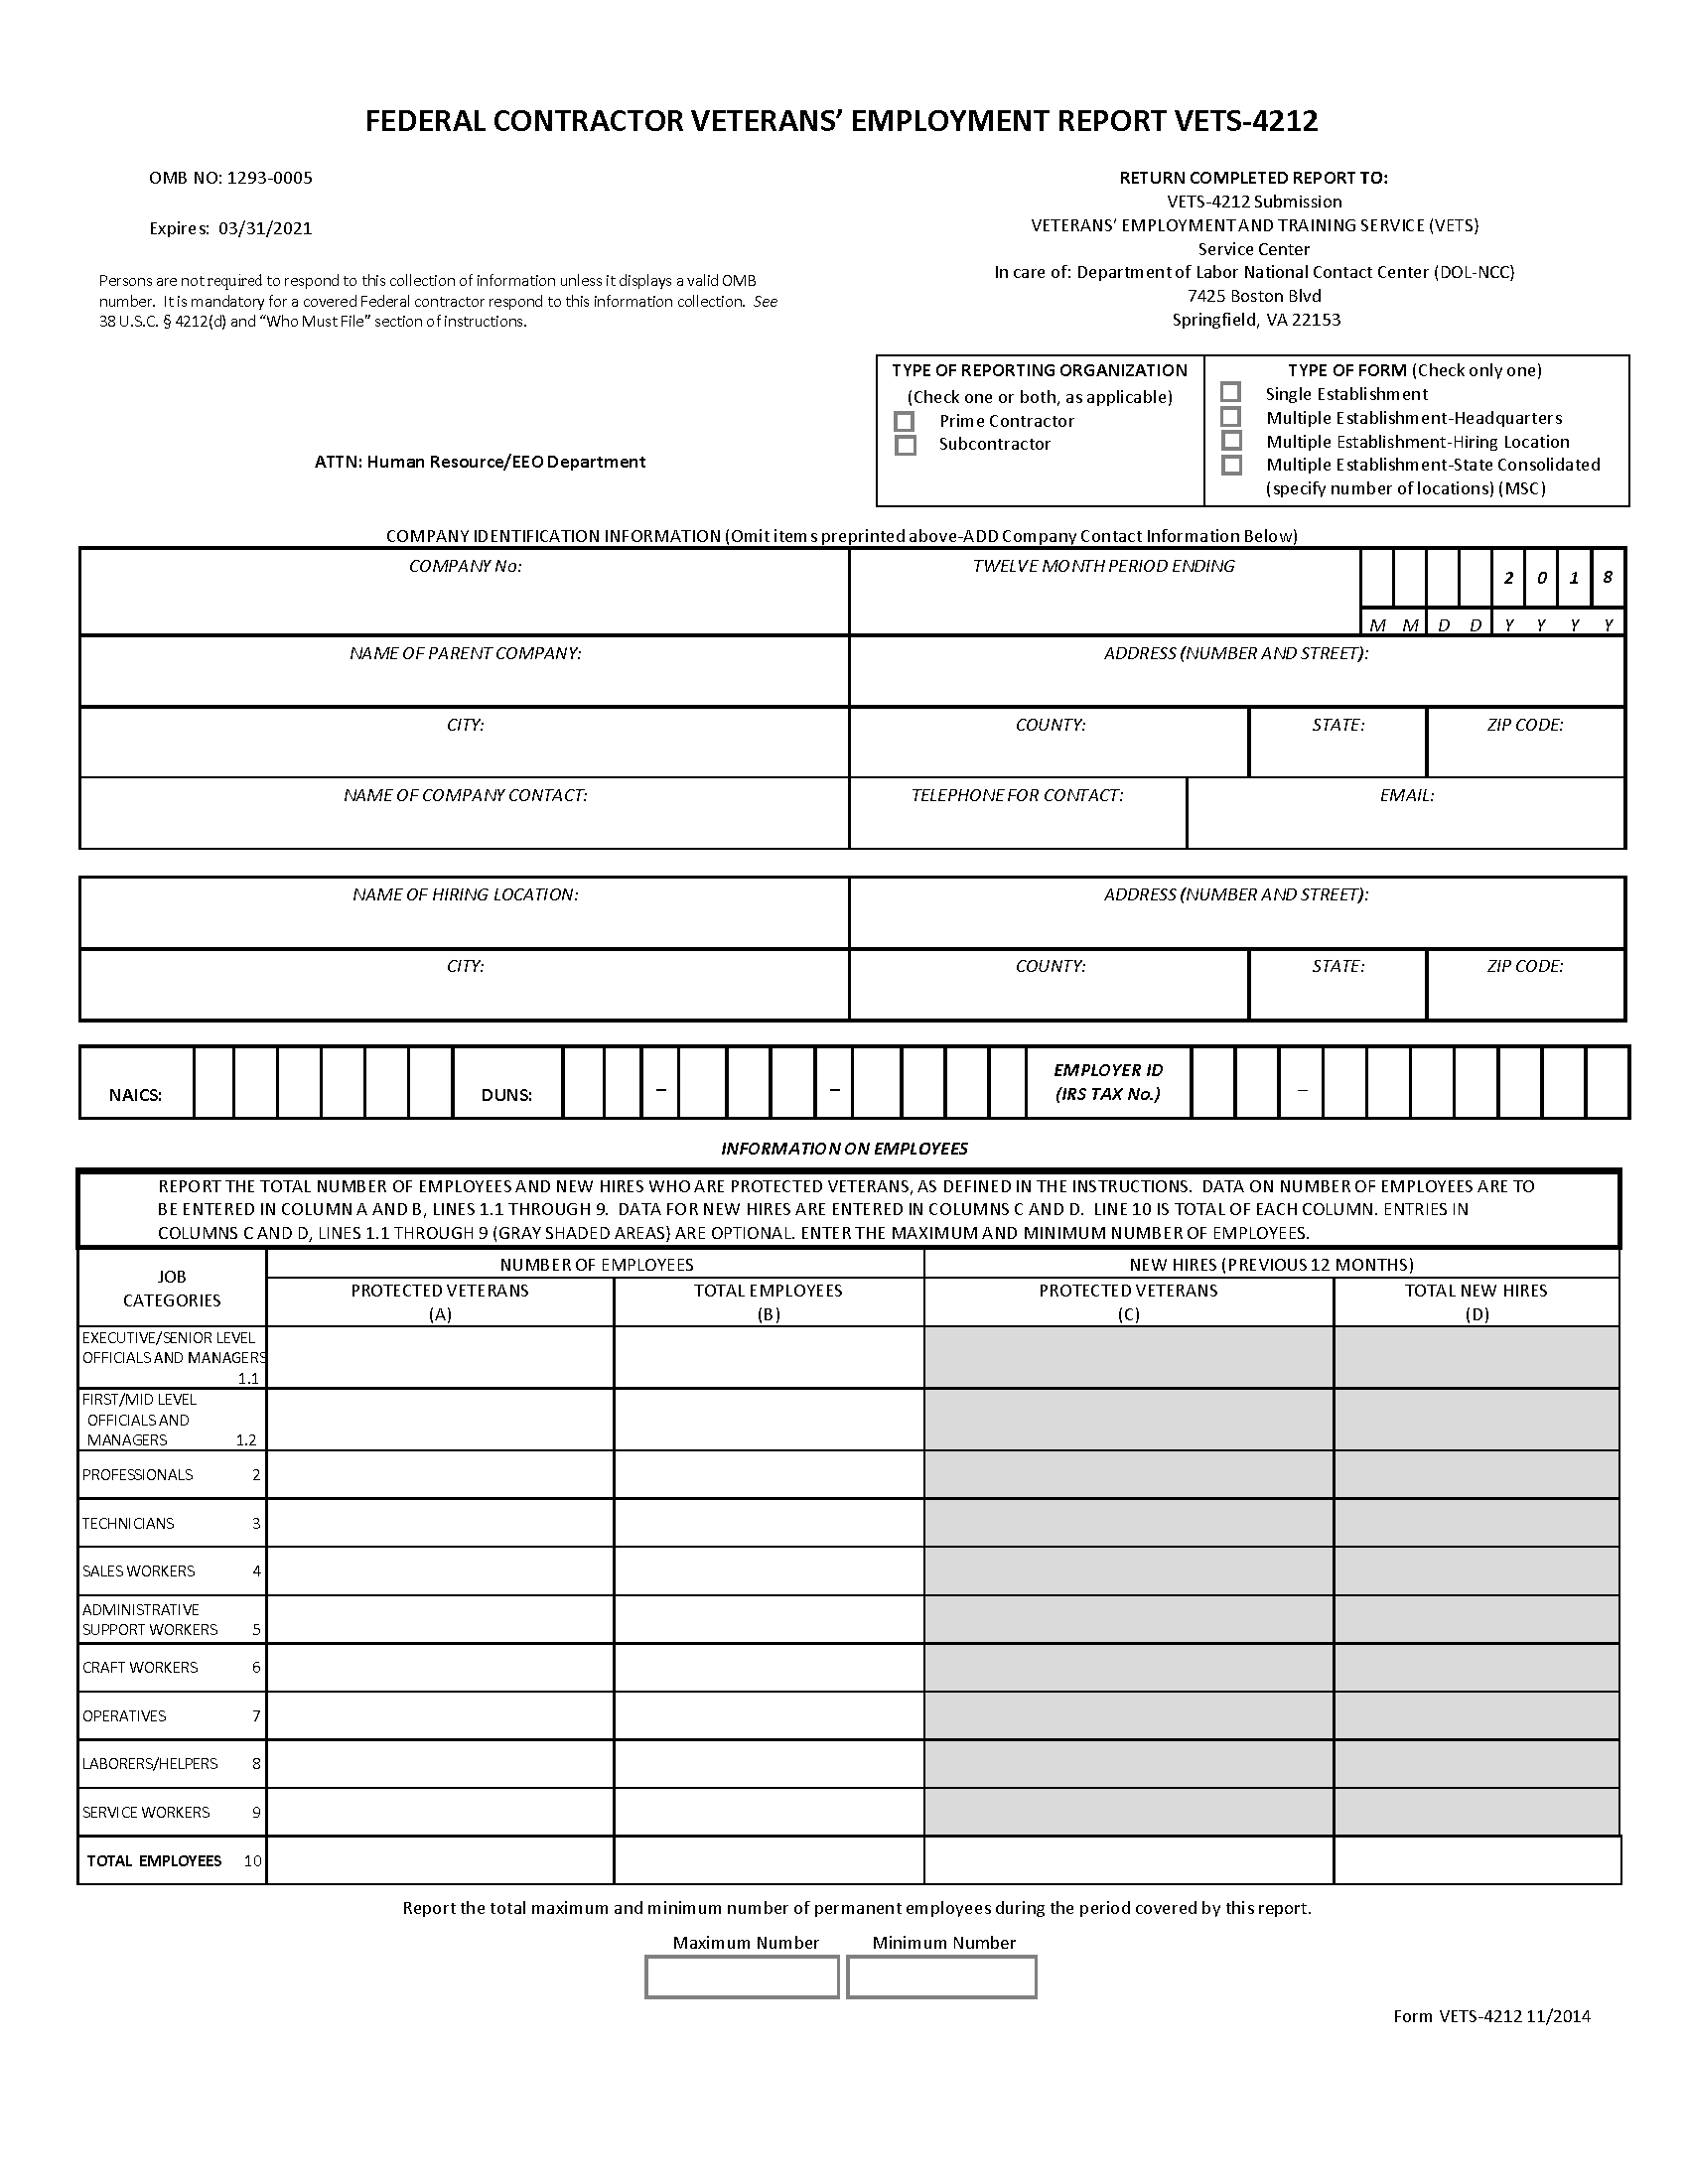 FEDERAL CONTRACTOR VETERANS’ EMPLOYMENT REPORT VETS-4212
OMB NO: 1293-0005
Expires: 03/31/2021
Persons are not required to respond to this collection of information unless it displays a valid OMB
number. It is mandatory for a covered Federal contractor respond to this information collection. See
38 U.S.C. § 4212(d) and “Who Must File” section of instructions.
RETURN COMPLETED REPORT TO:
VETS-4212 Submission
VETERANS’ EMPLOYMENT AND TRAINING SERVICE (VETS)
Service Center
In care of: Department of Labor National Contact Center (DOL-NCC)
7425 Boston Blvd
Springfield, VA 22153
ATTN: Human Resource/EEO Department
TYPE OF REPORTING ORGANIZATION
(Check one or both, as applicable)
Prime Contractor
Subcontractor
TYPE OF FORM (Check only one)
Single Establishment
Multiple Establishment-Headquarters
Multiple Establishment-Hiring Location
Multiple Establishment-State Consolidated
(specify number of locations) (MSC)
COMPANY IDENTIFICATION INFORMATION (Omit items preprinted above-ADD Company Contact Information Below)
COMPANY No:
TWELVE MONTH PERIOD ENDING
2 0 1 8
M M D D Y Y Y Y
NAME OF PARENT COMPANY:
ADDRESS (NUMBER AND STREET):
CITY:
COUNTY:
STATE:
ZIP CODE:
NAME OF COMPANY CONTACT:
TELEPHONE FOR CONTACT:
EMAIL:
NAME OF HIRING LOCATION:
ADDRESS (NUMBER AND STREET):
CITY:
COUNTY:
STATE:
ZIP CODE:
NAICS:
DUNS:
– –
EMPLOYER ID
(IRS TAX No.)
–
INFORMATION ON EMPLOYEES
REPORT THE TOTAL NUMBER OF EMPLOYEES AND NEW HIRES WHO ARE PROTECTED VETERANS, AS DEFINED IN THE INSTRUCTIONS. DATA ON NUMBER OF EMPLOYEES ARE TO
BE ENTERED IN COLUMN A AND B, LINES 1.1 THROUGH 9. DATA FOR NEW HIRES ARE ENTERED IN COLUMNS C AND D. LINE 10 IS TOTAL OF EACH COLUMN. ENTRIES IN
COLUMNS C AND D, LINES 1.1 THROUGH 9 (GRAY SHADED AREAS) ARE OPTIONAL. ENTER THE MAXIMUM AND MINIMUM NUMBER OF EMPLOYEES.
JOB
CATEGORIES
NUMBER OF EMPLOYEES
NEW HIRES (PREVIOUS 12 MONTHS)
PROTECTED VETERANS
(A)
TOTAL EMPLOYEES
(B)
PROTECTED VETERANS
(C)
TOTAL NEW HIRES
(D)
EXECUTIVE/SENIOR LEVEL
OFFICIALS AND MANAGERS
1.1
FIRST/MID LEVEL
OFFICIALS AND
MANAGERS 1.2
PROFESSIONALS 2
TECHNICIANS 3
SALES WORKERS 4
ADMINISTRATIVE
SUPPORT WORKERS 5
CRAFT WORKERS 6
OPERATIVES 7
LABORERS/HELPERS 8
SERVICE WORKERS 9
TOTAL EMPLOYEES 10
Report the total maximum and minimum number of permanent employees during the period covered by this report.
Maximum Number
Minimum Number
Form VETS-4212 11/2014